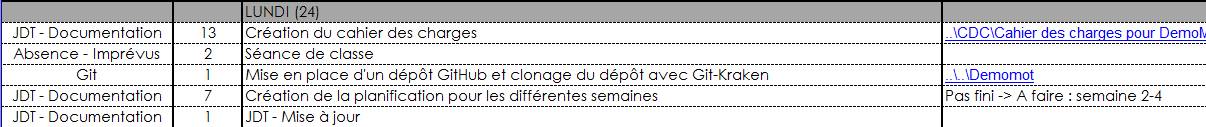 LUNDI (24)
JDT - Documentation 13 Création du cahier des charges ..\CDC\Cahier des charges pour DemoM
Absence - Imprévus 2 Séance de classe
Git 1 Mise en place d'un dépôt GitHub et clonage du dépôt avec Git-Kraken ..\..\Demomot
JDT - Documentation 7 Création de la planification pour les différentes semaines Pas fini -> A faire : semaine 2-4
JDT - Documentation 1 JDT - Mise à jour